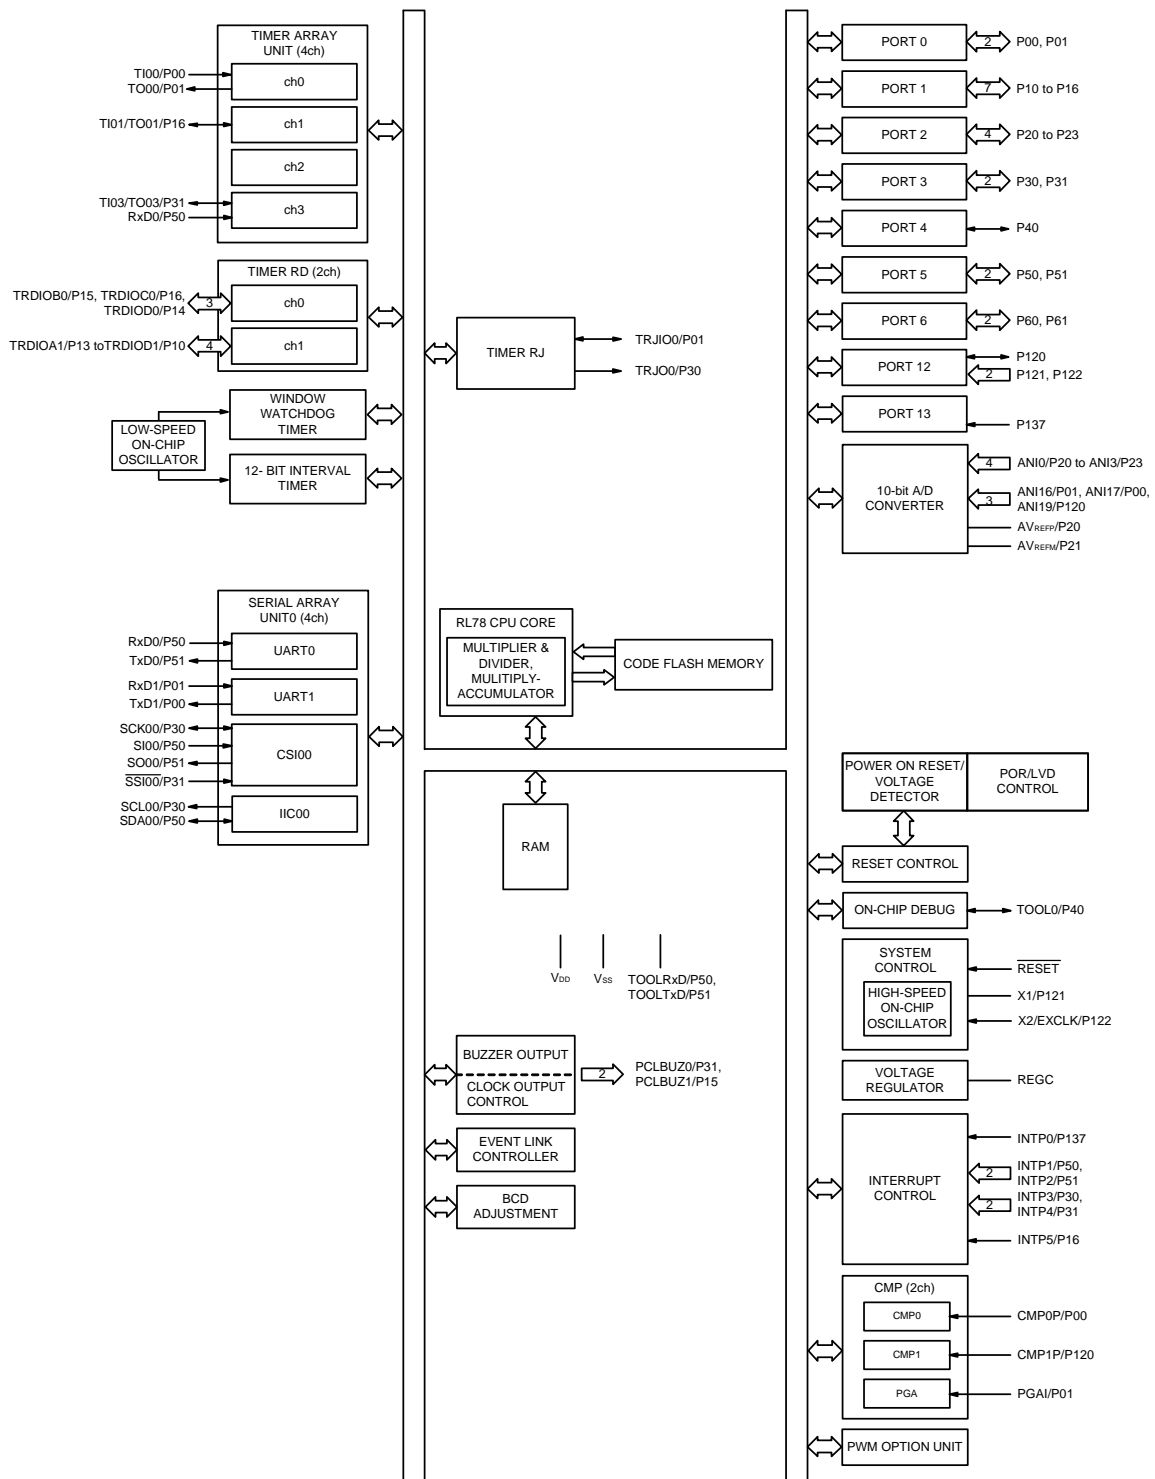 TIMER ARRAY
UNIT (4ch)
ch0
TI00/P00
TO00/P01
ch1
TI01/TO01/P16
ch2
ch3
TI03/TO03/P31
RxD0/P50
TIMER RD (2ch)
TRDIOB0/P15, TRDIOC0/P16,
TRDIOD0/P14
3
ch0
TRDIOA1/P13 toTRDIOD1/P10
4
ch1
WINDOW
WATCHDOG
TIMER
LOW-SPEED
ON-CHIP
OSCILLATOR
12- BIT INTERVAL
TIMER
SERIAL ARRAY
UNIT0 (4ch)
RxD0/P50
TxD0/P51
UART0
RxD1/P01
TxD1/P00
UART1
SCK00/P30
SI00/P50
SO00/P51
SSI00/P31
CSI00
SCL00/P30
SDA00/P50
IIC00
TIMER RJ
TRJIO0/P01
TRJO0/P30
RL78 CPU CORE
MULTIPLIER &
DIVIDER,
MULITIPLY-
ACCUMULATOR
CODE FLASH MEMORY
RAM
VDD
VSS
TOOLRxD/P50,
TOOLTxD/P51
BUZZER OUTPUT
CLOCK OUTPUT
CONTROL
2
PCLBUZ0/P31,
PCLBUZ1/P15
EVENT LINK
CONTROLLER
BCD
ADJUSTMENT
PORT 0
2
P00, P01
PORT 1
7
P10 to P16
PORT 2
4
P20 to P23
PORT 3
2
P30, P31
PORT 4
P40
PORT 5
2
P50, P51
PORT 6
2
P60, P61
PORT 12
P120
2
P121, P122
PORT 13
P137
10-bit A/D
CONVERTER
4
ANI0/P20 to ANI3/P23
3
ANI16/P01, ANI17/P00,
ANI19/P120
AVREFP/P20
AVREFM/P21
POWER ON RESET/
VOLTAGE
DETECTOR
POR/LVD
CONTROL
RESET CONTROL
ON-CHIP DEBUG
TOOL0/P40
SYSTEM
CONTROL
HIGH-SPEED
ON-CHIP
OSCILLATOR
RESET
X1/P121
X2/EXCLK/P122
VOLTAGE
REGULATOR
REGC
INTERRUPT
CONTROL
INTP0/P137
2
INTP1/P50,
INTP2/P51
2
INTP3/P30,
INTP4/P31
INTP5/P16
CMP (2ch)
CMP0
CMP0P/P00
CMP1
CMP1P/P120
PGA
PGAI/P01
PWM OPTION UNIT